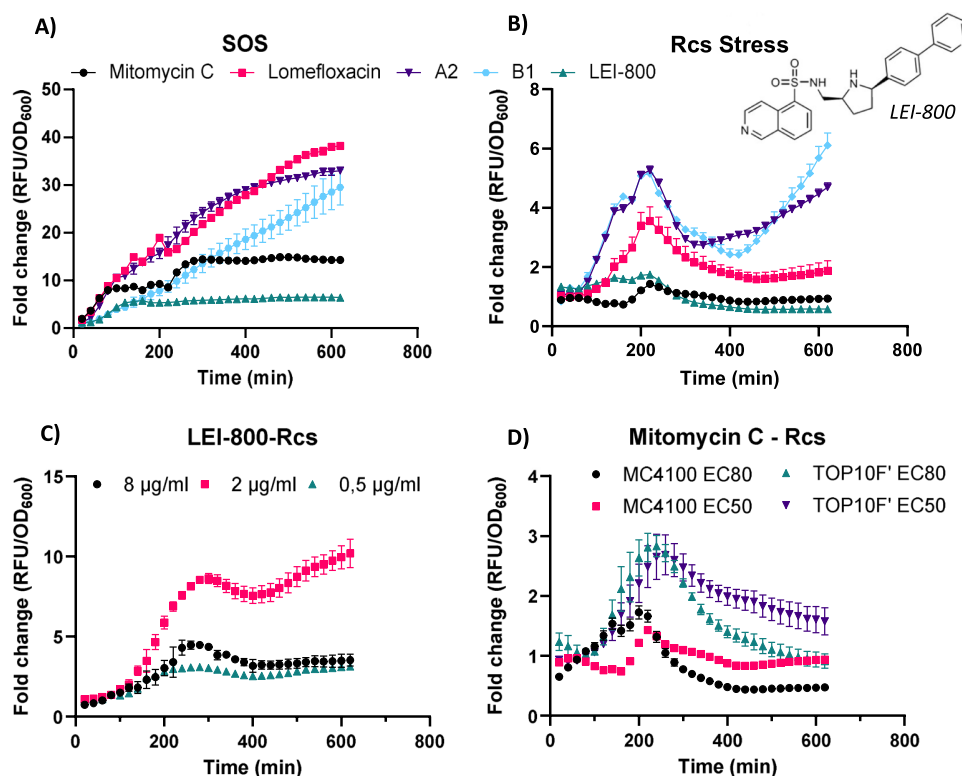 A)
SOS
B)
Rcs Stress
Mitomycin C Lomefloxacin A2 B1 LEI-800
O O
S
NH
H
N
N
LEI-800
Fold change (RFU/OD600)
50
40
30
20
10
0
0 200 400 600 800
Time (min)
Fold change (RFU/OD600)
8
6
4
2
0
0 200 400 600 800
Time (min)
C)
LEI-800-Rcs
8 µg/ml 2 µg/ml 0,5 µg/ml
Fold change (RFU/OD600)
15
10
5
0
0 200 400 600 800
Time (min)
D)
Mitomycin C - Rcs
MC4100 EC80 TOP10F' EC80
MC4100 EC50 TOP10F' EC50
Fold change (RFU/OD600)
4
3
2
1
0
0 200 400 600 800
Time (min)